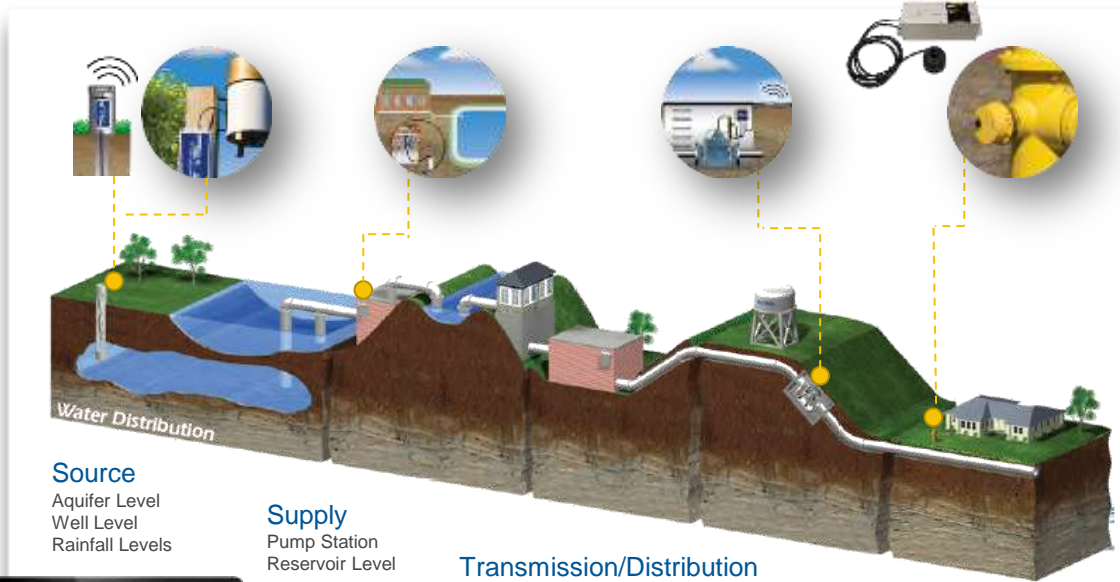 Water Distribution
Source
Aquifer Level
Well Level
Rainfall Levels
Supply
Pump Station
Reservoir Level
Transmission/Distribution